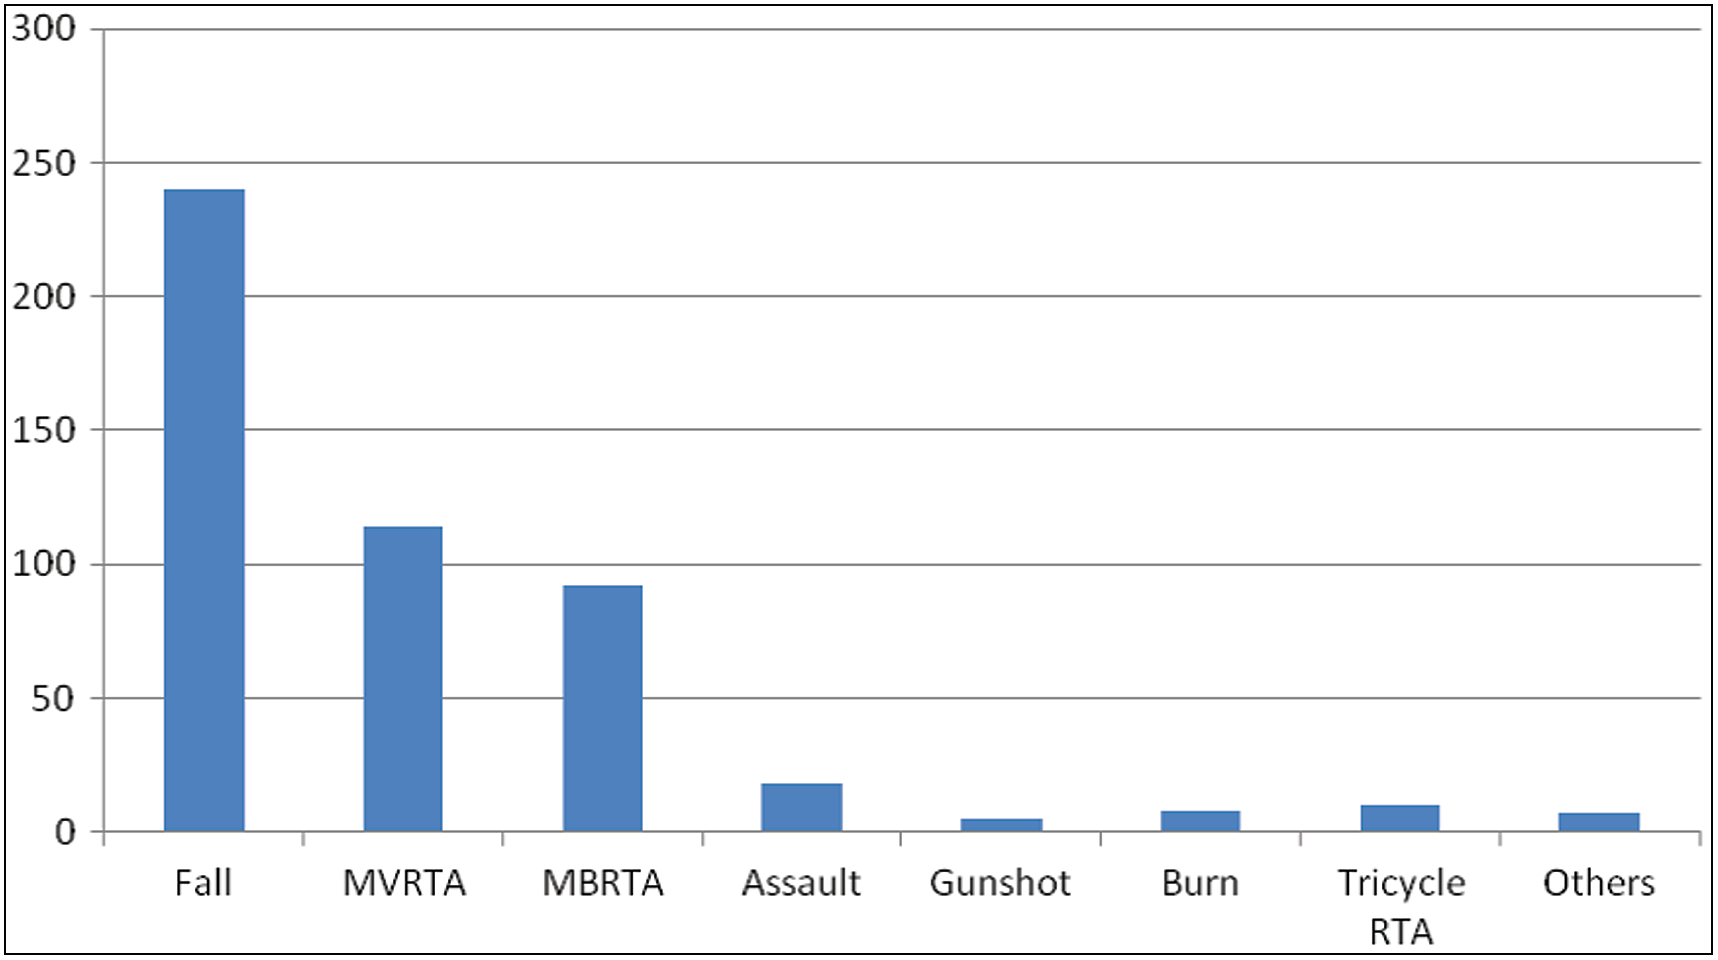 300
250
200
150
100
50
0
Fall
MVRTA
MBRTA
Assault
Gunshot
Burn
Tricycle
RTA
Others